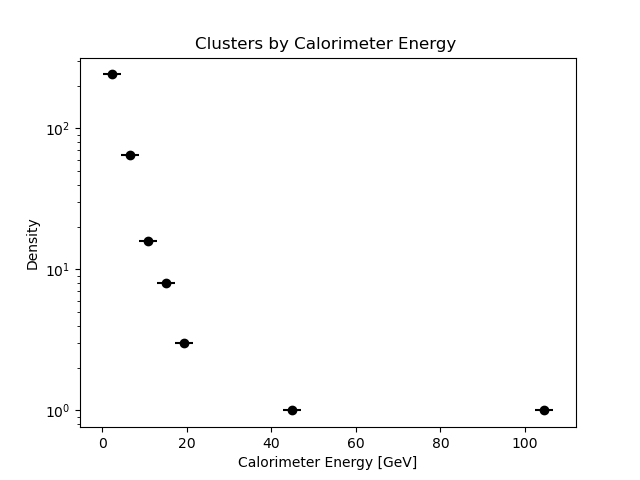 Clusters by Calorimeter Energy
Density
10²
10¹
10⁰
0 20 40 60 80 100
Calorimeter Energy [GeV]